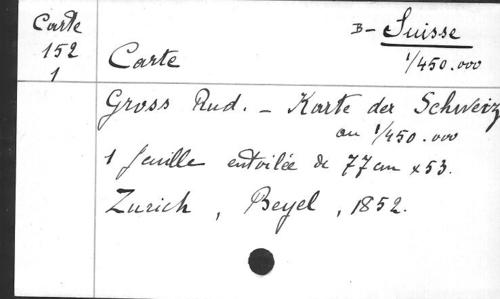 Carte
152
1
B- Suisse
Carte
1/450.000
Gross Rud. - Karte der Schweiz
au 1/450.000
1 feuille entoilée de 77cm x 53.
Zurich, Beyel, 1852.